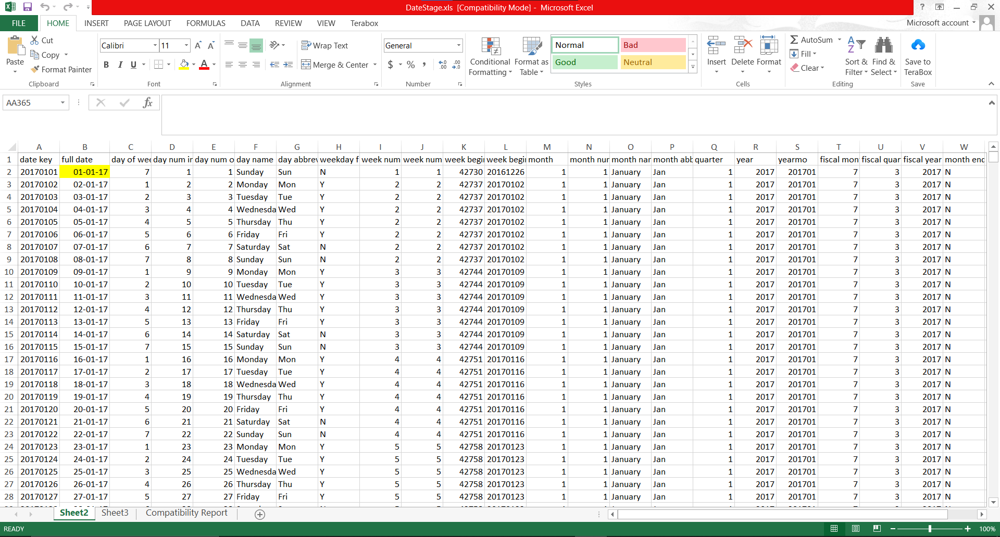 DateStage.xls  [Compatibility Mode] -  Microsoft Excel
?
FILE HOME INSERT PAGE LAYOUT FORMULAS DATA REVIEW VIEW Terabox Microsoft account
Paste Cut Copy Format Painter Clipboard
Calibri 11 A A B I U A Font
Wrap Text Merge & Center Alignment
General $ % , .00 .0 Number
Conditional Formatting Format as Table Normal Bad Good Neutral Styles
Insert Delete Format Cells
AutoSum Fill Clear Sort & Filter Find & Select Editing
Save to TeraBox Save
AA365 fx
A B C D E F G H I J K L M N O P Q R S T U V W
1 date key full date day of wee day num in day num o day name day abbrev weekday f week num week num week begin week begin month month num month nam month abb quarter year yearmo fiscal mon fiscal quar fiscal year month end
2 20170101 01-01-17 7 1 1 Sunday Sun N 1 1 42730 20161226 1 1 January Jan 1 2017 201701 7 3 2017 N
3 20170102 02-01-17 1 2 2 Monday Mon Y 2 2 42737 20170102 1 1 January Jan 1 2017 201701 7 3 2017 N
4 20170103 03-01-17 2 3 3 Tuesday Tue Y 2 2 42737 20170102 1 1 January Jan 1 2017 201701 7 3 2017 N
5 20170104 04-01-17 3 4 4 Wednesda Wed Y 2 2 42737 20170102 1 1 January Jan 1 2017 201701 7 3 2017 N
6 20170105 05-01-17 4 5 5 Thursday Thu Y 2 2 42737 20170102 1 1 January Jan 1 2017 201701 7 3 2017 N
7 20170106 06-01-17 5 6 6 Friday Fri Y 2 2 42737 20170102 1 1 January Jan 1 2017 201701 7 3 2017 N
8 20170107 07-01-17 6 7 7 Saturday Sat N 2 2 42737 20170102 1 1 January Jan 1 2017 201701 7 3 2017 N
9 20170108 08-01-17 7 8 8 Sunday Sun N 2 2 42737 20170102 1 1 January Jan 1 2017 201701 7 3 2017 N
10 20170109 09-01-17 1 9 9 Monday Mon Y 3 3 42744 20170109 1 1 January Jan 1 2017 201701 7 3 2017 N
11 20170110 10-01-17 2 10 10 Tuesday Tue Y 3 3 42744 20170109 1 1 January Jan 1 2017 201701 7 3 2017 N
12 20170111 11-01-17 3 11 11 Wednesda Wed Y 3 3 42744 20170109 1 1 January Jan 1 2017 201701 7 3 2017 N
13 20170112 12-01-17 4 12 12 Thursday Thu Y 3 3 42744 20170109 1 1 January Jan 1 2017 201701 7 3 2017 N
14 20170113 13-01-17 5 13 13 Friday Fri Y 3 3 42744 20170109 1 1 January Jan 1 2017 201701 7 3 2017 N
15 20170114 14-01-17 6 14 14 Saturday Sat N 3 3 42744 20170109 1 1 January Jan 1 2017 201701 7 3 2017 N
16 20170115 15-01-17 7 15 15 Sunday Sun N 3 3 42744 20170109 1 1 January Jan 1 2017 201701 7 3 2017 N
17 20170116 16-01-17 1 16 16 Monday Mon Y 4 4 42751 20170116 1 1 January Jan 1 2017 201701 7 3 2017 N
18 20170117 17-01-17 2 17 17 Tuesday Tue Y 4 4 42751 20170116 1 1 January Jan 1 2017 201701 7 3 2017 N
19 20170118 18-01-17 3 18 18 Wednesda Wed Y 4 4 42751 20170116 1 1 January Jan 1 2017 201701 7 3 2017 N
20 20170119 19-01-17 4 19 19 Thursday Thu Y 4 4 42751 20170116 1 1 January Jan 1 2017 201701 7 3 2017 N
21 20170120 20-01-17 5 20 20 Friday Fri Y 4 4 42751 20170116 1 1 January Jan 1 2017 201701 7 3 2017 N
22 20170121 21-01-17 6 21 21 Saturday Sat N 4 4 42751 20170116 1 1 January Jan 1 2017 201701 7 3 2017 N
23 20170122 22-01-17 7 22 22 Sunday Sun N 4 4 42751 20170116 1 1 January Jan 1 2017 201701 7 3 2017 N
24 20170123 23-01-17 1 23 23 Monday Mon Y 5 5 42758 20170123 1 1 January Jan 1 2017 201701 7 3 2017 N
25 20170124 24-01-17 2 24 24 Tuesday Tue Y 5 5 42758 20170123 1 1 January Jan 1 2017 201701 7 3 2017 N
26 20170125 25-01-17 3 25 25 Wednesda Wed Y 5 5 42758 20170123 1 1 January Jan 1 2017 201701 7 3 2017 N
27 20170126 26-01-17 4 26 26 Thursday Thu Y 5 5 42758 20170123 1 1 January Jan 1 2017 201701 7 3 2017 N
28 20170127 27-01-17 5 27 27 Friday Fri Y 5 5 42758 20170123 1 1 January Jan 1 2017 201701 7 3 2017 N
Sheet2 Sheet3 Compatibility Report
READY 100%